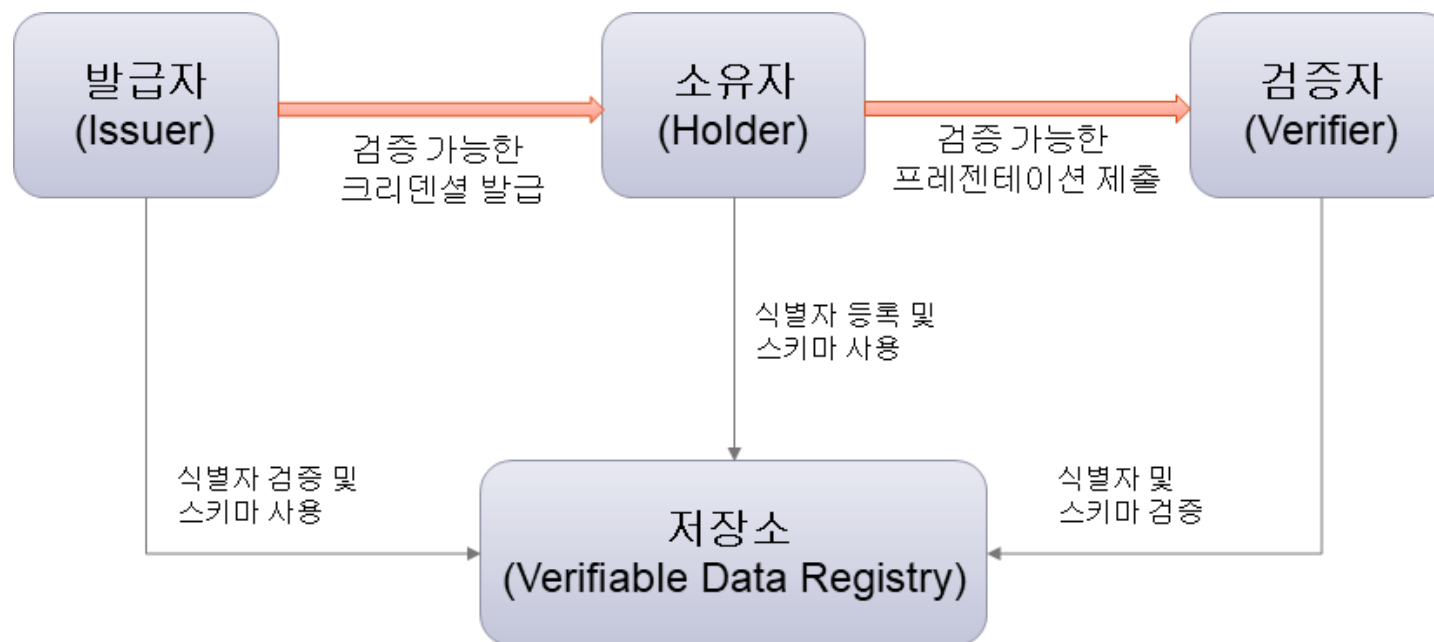 발급자
(Issuer)
소유자
(Holder)
검증자
(Verifier)
검증 가능한
크리덴셜 발급
검증 가능한
프레젠테이션 제출
식별자 등록 및
스키마 사용
식별자 검증 및
스키마 사용
식별자 및
스키마 검증
저장소
(Verifiable Data Registry)